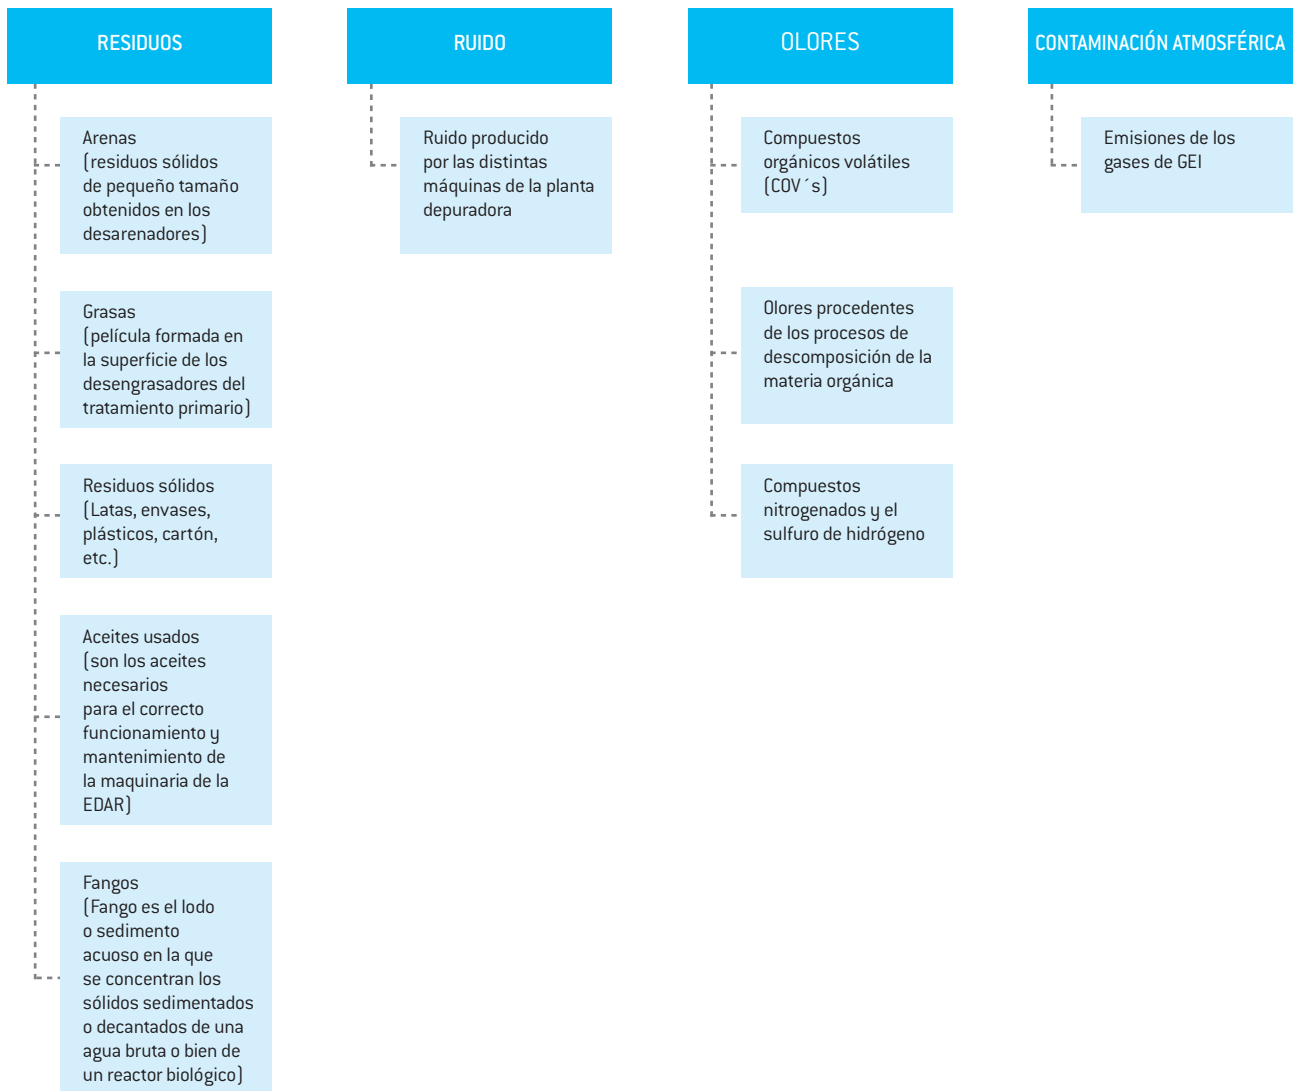 RESIDUOS
Arenas
(residuos sólidos
de pequeño tamaño
obtenidos en los
desarenadores)
Grasas
(película formada en
la superficie de los
desengrasadores del
tratamiento primario)
Residuos sólidos
(Latas, envases,
plásticos, cartón,
etc.)
Aceites usados
(son los aceites
necesarios
para el correcto
funcionamiento y
mantenimiento de
la maquinaria de la
EDAR)
Fangos
(Fango es el lodo
o sedimento
acuoso en la que
se concentran los
sólidos sedimentados
o decantados de una
agua bruta o bien de
un reactor biológico)
RUIDO
Ruido producido
por las distintas
máquinas de la planta
depuradora
OLORES
Compuestos
orgánicos volátiles
(COV´s)
Olores procedentes
de los procesos de
descomposición de la
materia orgánica
Compuestos
nitrogenados y el
sulfuro de hidrógeno
CONTAMINACIÓN ATMOSFÉRICA
Emisiones de los
gases de GEI